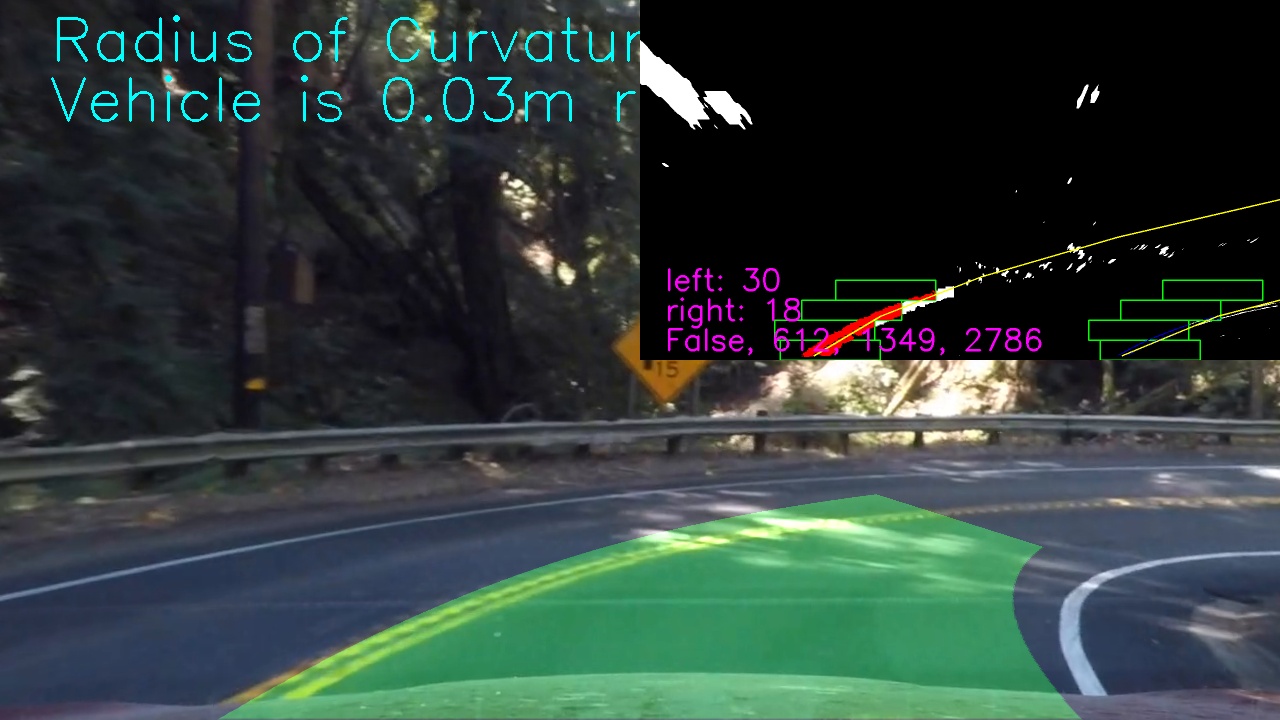 Radius of Curvatur
Vehicle is 0.03m r
left: 30
right: 18
False, 612, 1349, 2786
15